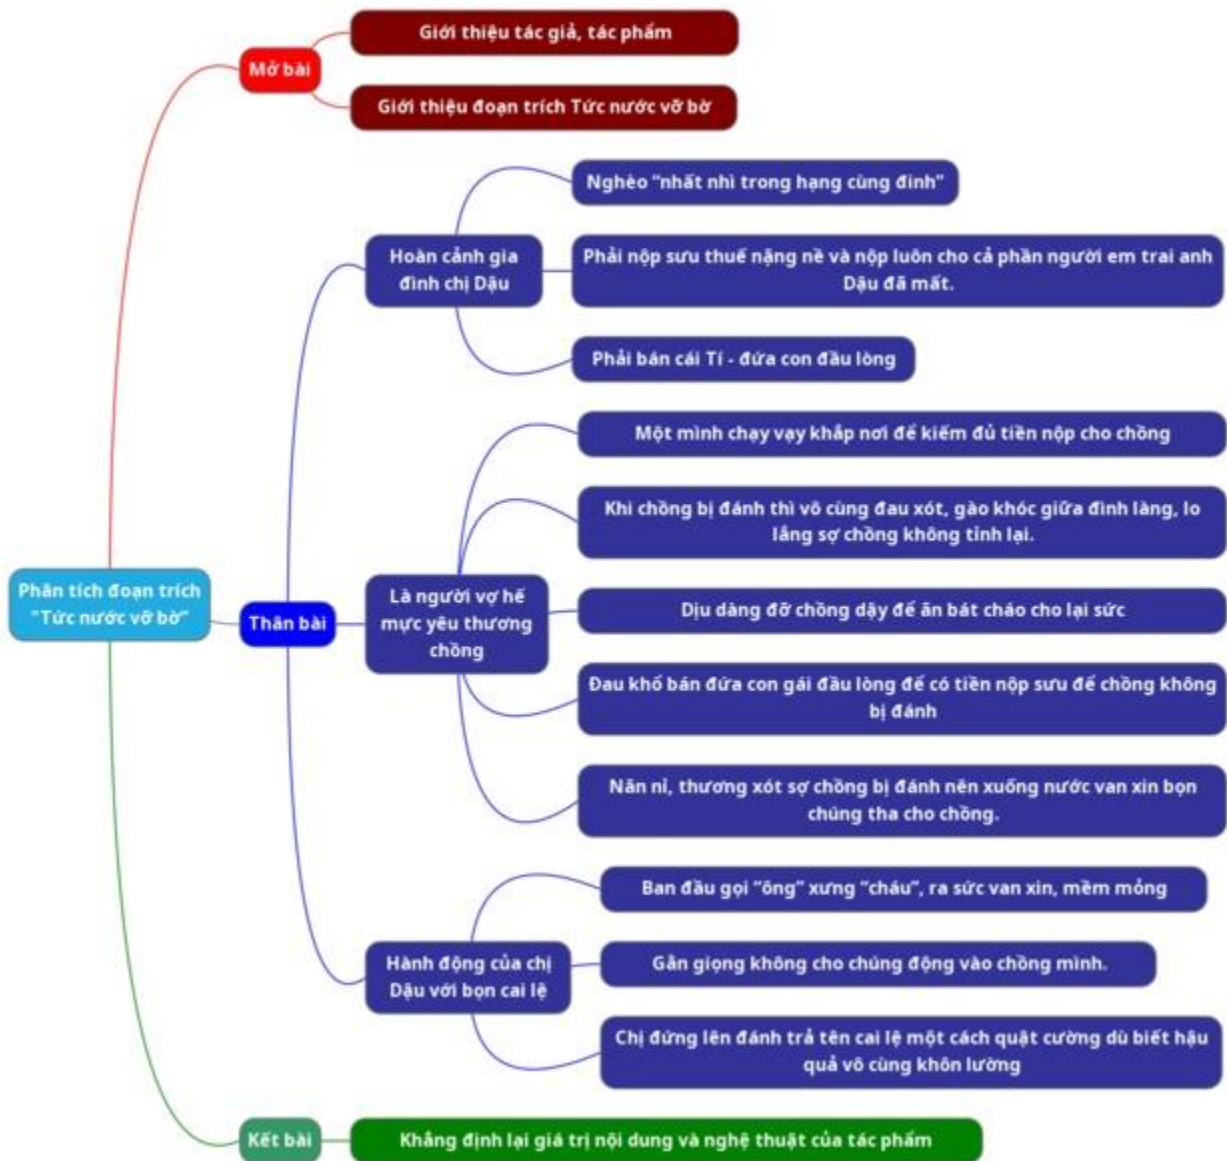 Giới thiệu tác giả, tác phẩm
Mở bài
Giới thiệu đoạn trích Tức nước vỡ bờ
Nghèo “nhất nhì trong hạng cùng đinh”
Hoàn cảnh gia
đình chị Dậu
Phải nộp sưu thuế nặng nề và nộp luôn cho cả phần người em trai anh
Dậu đã mất.
Phải bán cái Tí - đứa con đầu lòng
Một mình chạy vạy khắp nơi để kiếm đủ tiền nộp cho chồng
Khi chồng bị đánh thì vô cùng đau xót, gào khóc giữa đình làng, lo
lắng sợ chồng không tỉnh lại.
Phân tích đoạn trích
"Tức nước vỡ bờ"
Thân bài
Là người vợ hế
mực yêu thương
chồng
Dịu dàng đỡ chồng dậy để ăn bát cháo cho lại sức
Đau khổ bán đứa con gái đầu lòng để có tiền nộp sưu để chồng không
bị đánh
Năn nỉ, thương xót sợ chồng bị đánh nên xuống nước van xin bọn
chúng tha cho chồng.
Ban đầu gọi “ông” xưng “cháu”, ra sức van xin, mềm mỏng
Hành động của chị
Dậu với bọn cai lệ
Gằn giọng không cho chúng động vào chồng mình.
Chị đứng lên đánh trả tên cai lệ một cách quật cường dù biết hậu
quả vô cùng khôn lường
Kết bài
Khẳng định lại giá trị nội dung và nghệ thuật của tác phẩm